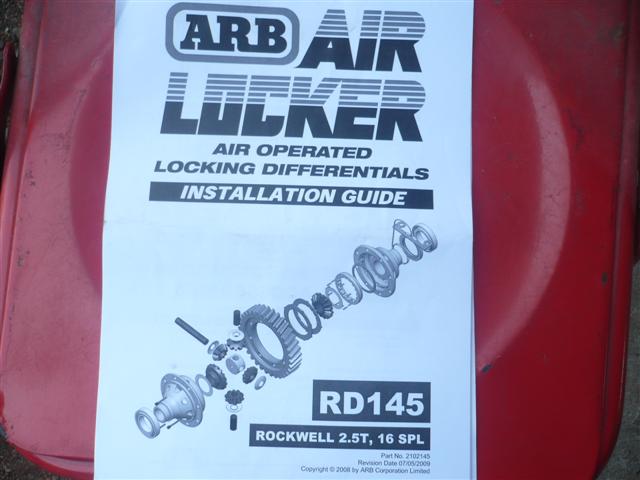 ARB AIR
LOCKER
AIR OPERATED
LOCKING DIFFERENTIALS
INSTALLATION GUIDE
RD145
ROCKWELL 2.5T, 16 SPL
Part No. 2102145
Revision Date 07/05/2009
Copyright © 2008 by ARB Corporation Limited